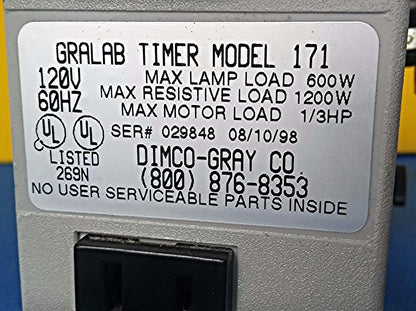 GRALAB TIMER MODEL 171
120V MAX LAMP LOAD 600W
60HZ MAX RESISTIVE LOAD 1200W
MAX MOTOR LOAD 1/3HP
UL UL SER# 029848 08/10/98
LISTED DIMCO-GRAY CO.
269N (800) 876-8353
NO USER SERVICEABLE PARTS INSIDE